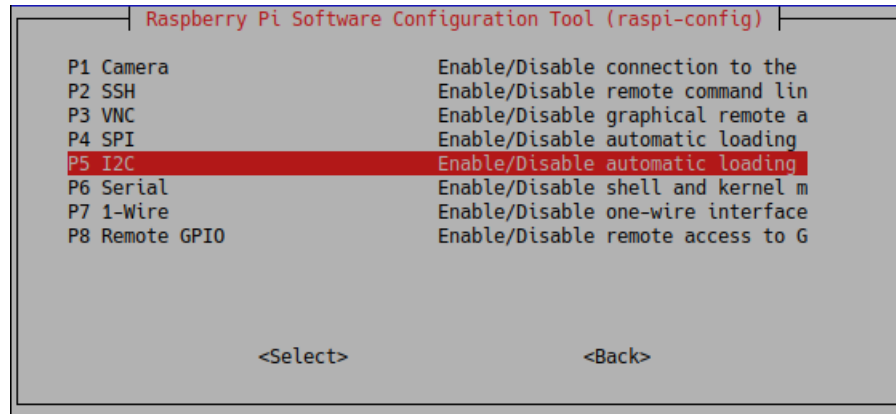 Raspberry Pi Software Configuration Tool (raspi-config)
P1 Camera Enable/Disable connection to the
P2 SSH Enable/Disable remote command lin
P3 VNC Enable/Disable graphical remote a
P4 SPI Enable/Disable automatic loading
P5 I2C Enable/Disable automatic loading
P6 Serial Enable/Disable shell and kernel m
P7 1-Wire Enable/Disable one-wire interface
P8 Remote GPIO Enable/Disable remote access to G
<Select> <Back>